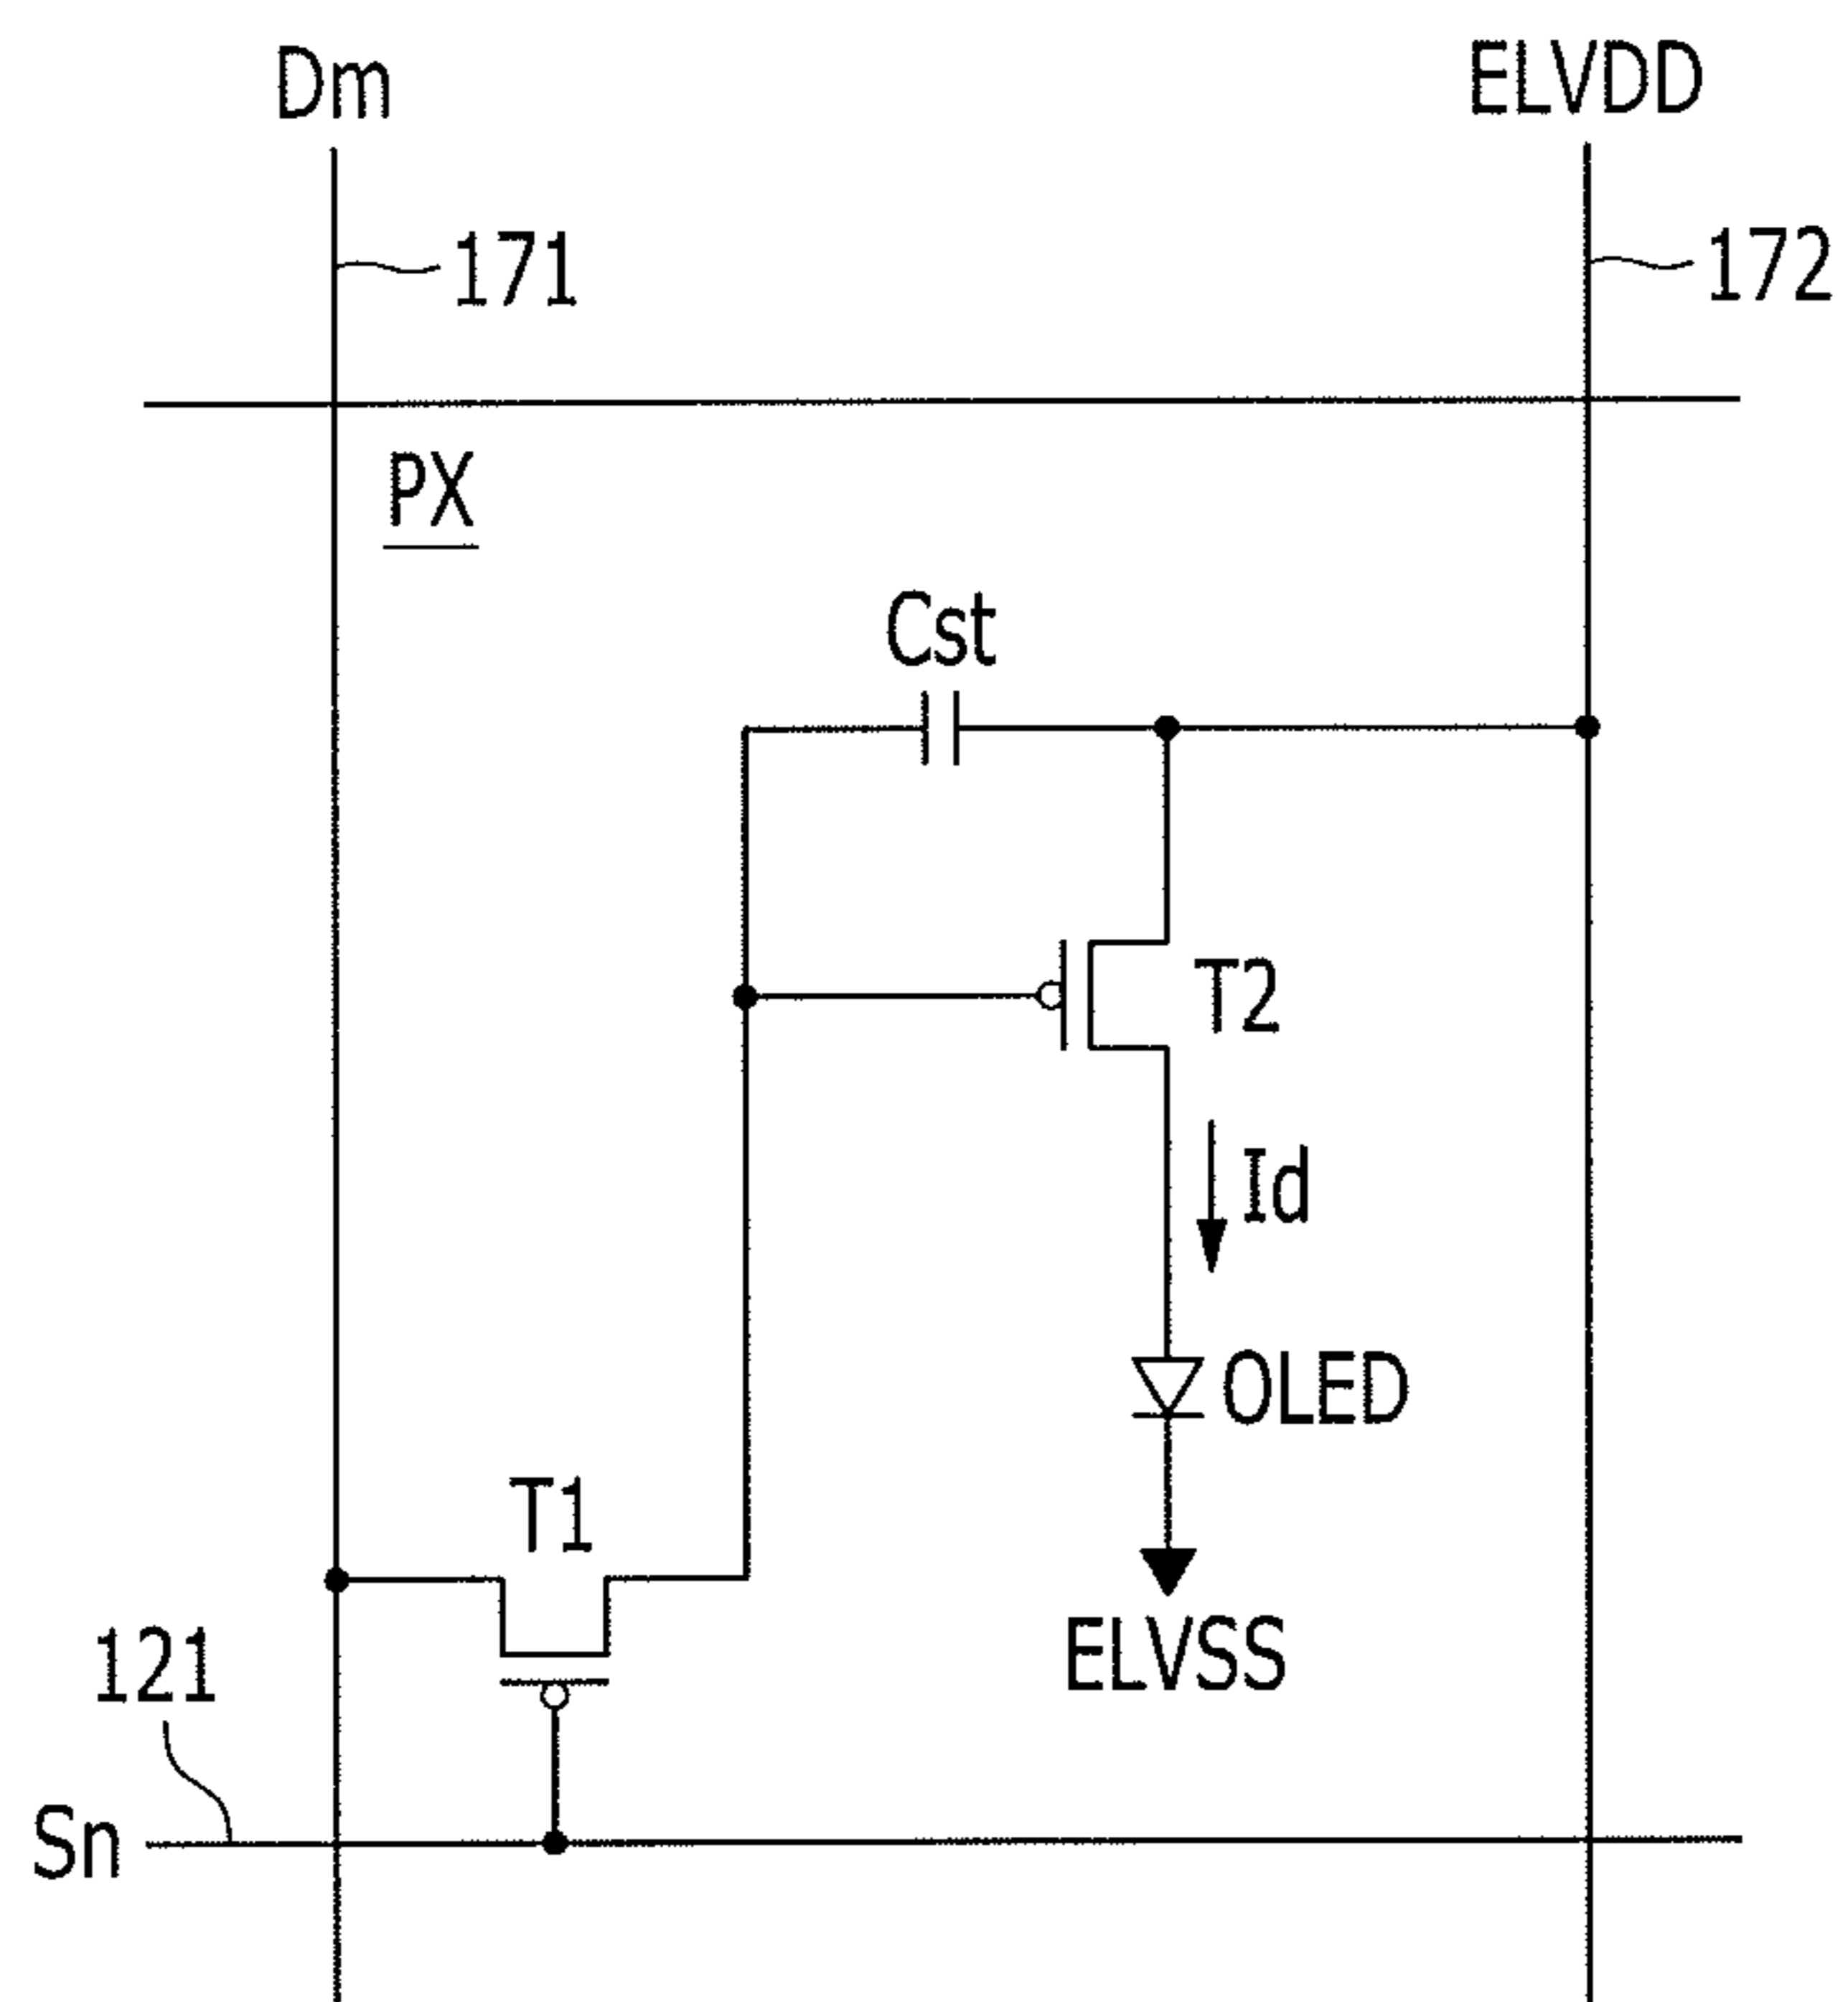 Dm
ELVDD
171
172
PX
Cst
T2
Id
OLED
T1
ELVSS
121
Sn